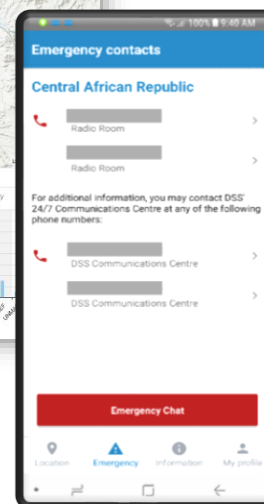 100% 9:40 AM
Emergency contacts
Central African Republic
Radio Room
Radio Room
For additional information, you may contact DSS'
24/7 Communications Centre at any of the following
phone numbers:
DSS Communications Centre
DSS Communications Centre
Emergency Chat
Location Emergency Information My profile